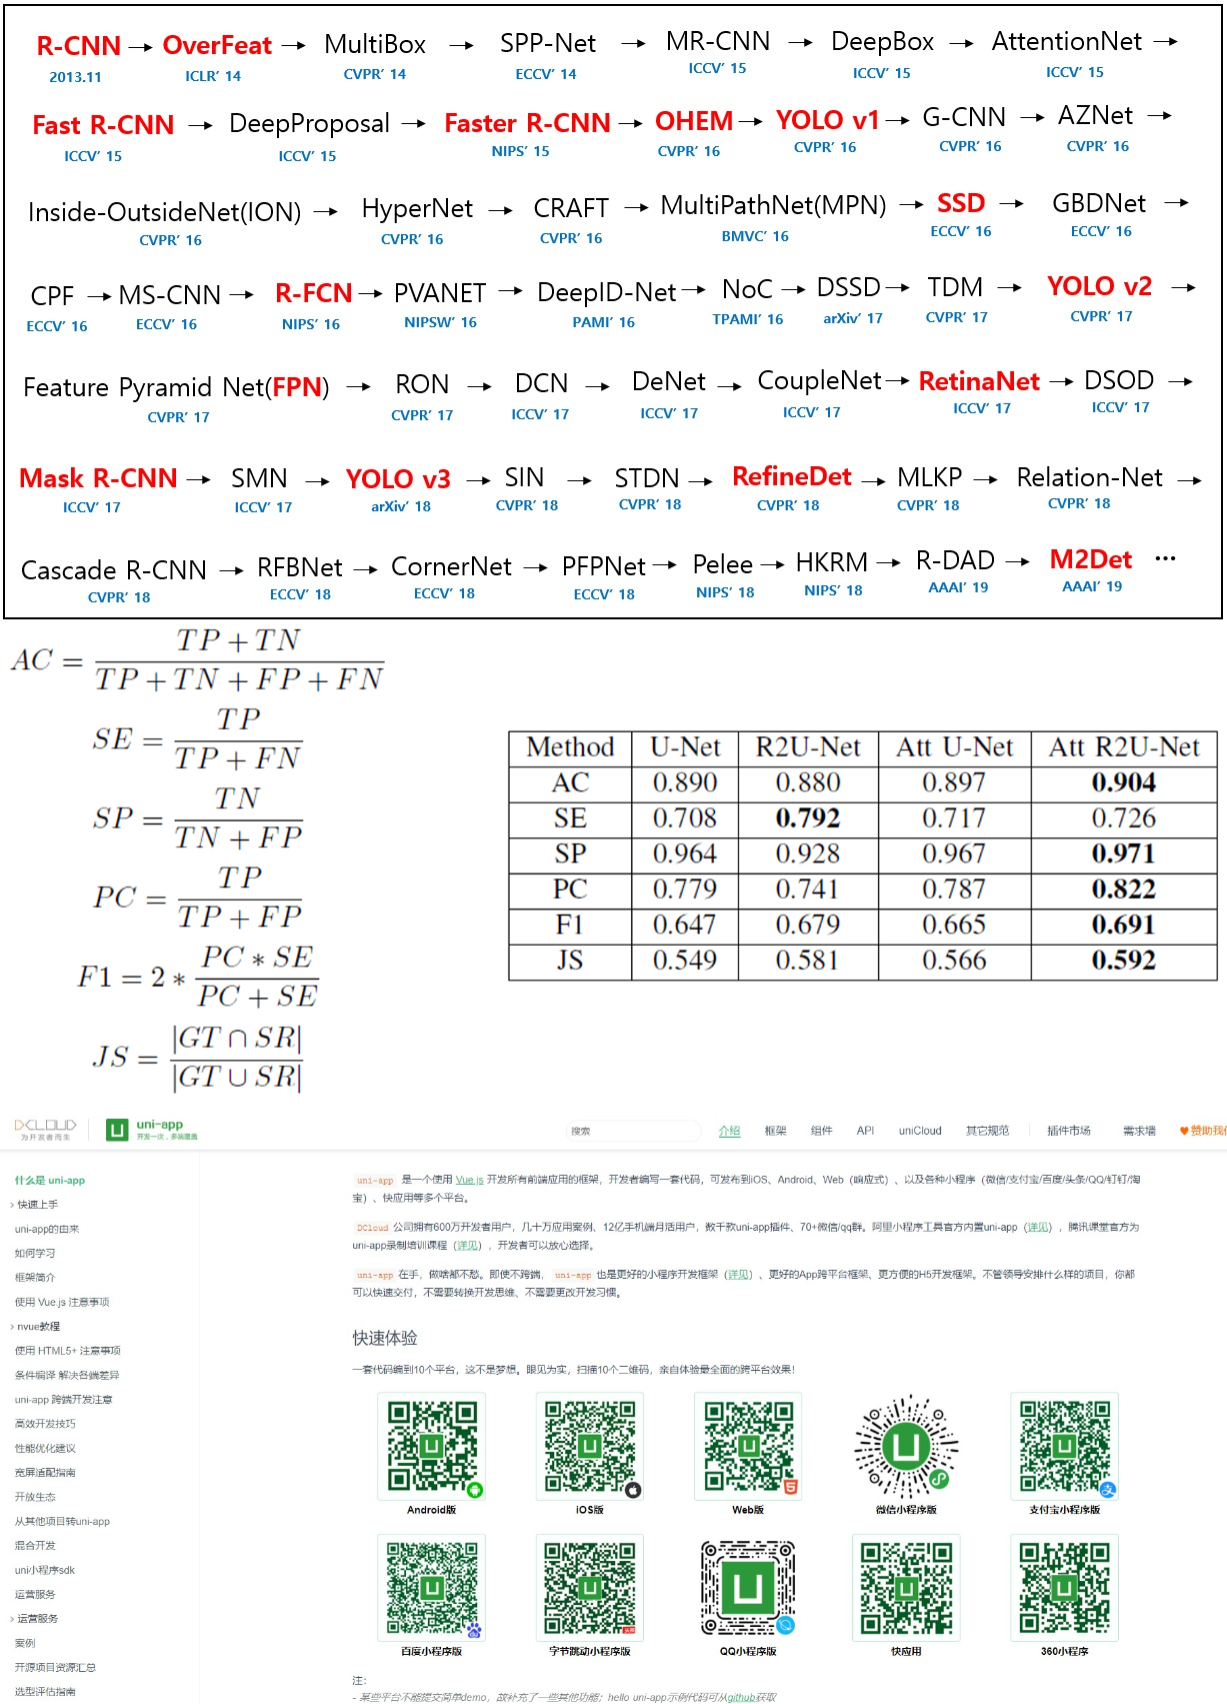 R-CNN → OverFeat → MultiBox → SPP-Net → MR-CNN → DeepBox → AttentionNet →
2013.11 ICLR' 14 CVPR' 14 ECCV' 14 ICCV' 15 ICCV' 15 ICCV' 15
Fast R-CNN → DeepProposal → Faster R-CNN → OHEM → YOLO v1 → G-CNN → AZNet →
ICCV' 15 ICCV' 15 NIPS' 15 CVPR' 16 CVPR' 16 CVPR' 16 CVPR' 16
Inside-OutsideNet(ION) → HyperNet → CRAFT → MultiPathNet(MPN) → SSD → GBDNet →
CVPR' 16 CVPR' 16 CVPR' 16 BMVC' 16 ECCV' 16 ECCV' 16
CPF → MS-CNN → R-FCN → PVANET → DeepID-Net → NoC → DSSD → TDM → YOLO v2 →
ECCV' 16 ECCV' 16 NIPS' 16 NIPSW' 16 PAMI' 16 TPAMI' 16 arXiv' 17 CVPR' 17 CVPR' 17
Feature Pyramid Net(FPN) → RON → DCN → DeNet → CoupleNet → RetinaNet → DSOD →
CVPR' 17 CVPR' 17 ICCV' 17 ICCV' 17 ICCV' 17 ICCV' 17 ICCV' 17
Mask R-CNN → SMN → YOLO v3 → SIN → STDN → RefineDet → MLKP → Relation-Net →
ICCV' 17 ICCV' 17 arXiv' 18 CVPR' 18 CVPR' 18 CVPR' 18 CVPR' 18 CVPR' 18
Cascade R-CNN → RFBNet → CornerNet → PFPNet → Pelee → HKRM → R-DAD → M2Det ···
CVPR' 18 ECCV' 18 ECCV' 18 ECCV' 18 NIPS' 18 NIPS' 18 AAAI' 19 AAAI' 19
AC = (TP + TN) / (TP + TN + FP + FN)
SE = TP / (TP + FN)
SP = TN / (TN + FP)
PC = TP / (TP + FP)
F1 = 2 * (PC * SE) / (PC + SE)
JS = |GT ∩ SR| / |GT ∪ SR|
Method U-Net R2U-Net Att U-Net Att R2U-Net
AC 0.890 0.880 0.897 0.904
SE 0.708 0.792 0.717 0.726
SP 0.964 0.928 0.967 0.971
PC 0.779 0.741 0.787 0.822
F1 0.647 0.679 0.665 0.691
JS 0.549 0.581 0.566 0.592
DCLOUD
为开发者而生
uni-app
开发一次，多端覆盖
搜索 介绍 框架 组件 API uniCloud 其它规范 插件市场 需求墙 赞助我们
什么是 uni-app
快速上手
uni-app的由来
如何学习
框架简介
使用 Vue.js 注意事项
nvue教程
使用 HTML5+ 注意事项
条件编译 解决各端差异
uni-app 跨端开发注意
高效开发技巧
性能优化建议
宽屏适配指南
开放生态
从其他项目转uni-app
混合开发
uni小程序sdk
运营服务
运营服务
案例
开源项目资源汇总
选型评估指南
uni-app 是一个使用 Vue.js 开发所有前端应用的框架，开发者编写一套代码，可发布到iOS、Android、Web（响应式）、以及各种小程序（微信/支付宝/百度/头条/QQ/钉钉/淘
宝）、快应用等多个平台。
DCloud 公司拥有600万开发者用户，几十万应用案例、12亿手机端月活用户，数千款uni-app插件、70+微信/qq群。阿里小程序工具官方内置uni-app（详见），腾讯课堂官方为
uni-app录制培训课程（详见），开发者可以放心选择。
uni-app 在手，做啥都不愁。即使不跨端，uni-app 也是更好的小程序开发框架（详见）、更好的App跨平台框架、更方便的H5开发框架。不管领导安排什么样的项目，你都
可以快速交付，不需要转换开发思维、不需要更改开发习惯。
快速体验
一套代码编到10个平台，这不是梦想。眼见为实，扫描10个二维码，亲自体验最全面的跨平台效果！
Android版 iOS版 Web版 微信小程序版 支付宝小程序版
百度小程序版 字节跳动小程序版 QQ小程序版 快应用 360小程序
注：
- 某些平台不能提交简单demo，故补充了一些其他功能；hello uni-app示例代码可从github获取